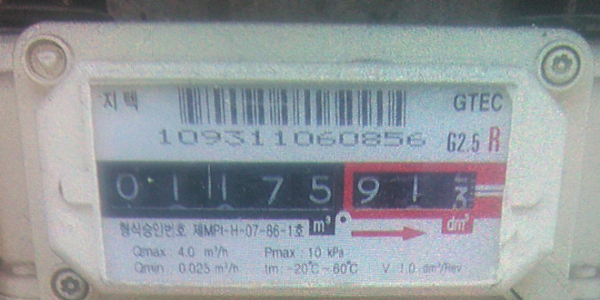 지 텍 GTEC
109311060856 G2.5 R
0 1 1 7 5 9 1
형식승인번호 제MPI-H-07-86-1호 m³ dm³
Qmax 4.0 m³/h Pmax : 10 kPa
Qmin : 0.025 m³/h tm : -20℃ ~ 60℃ V 1.0 dm³/Rev